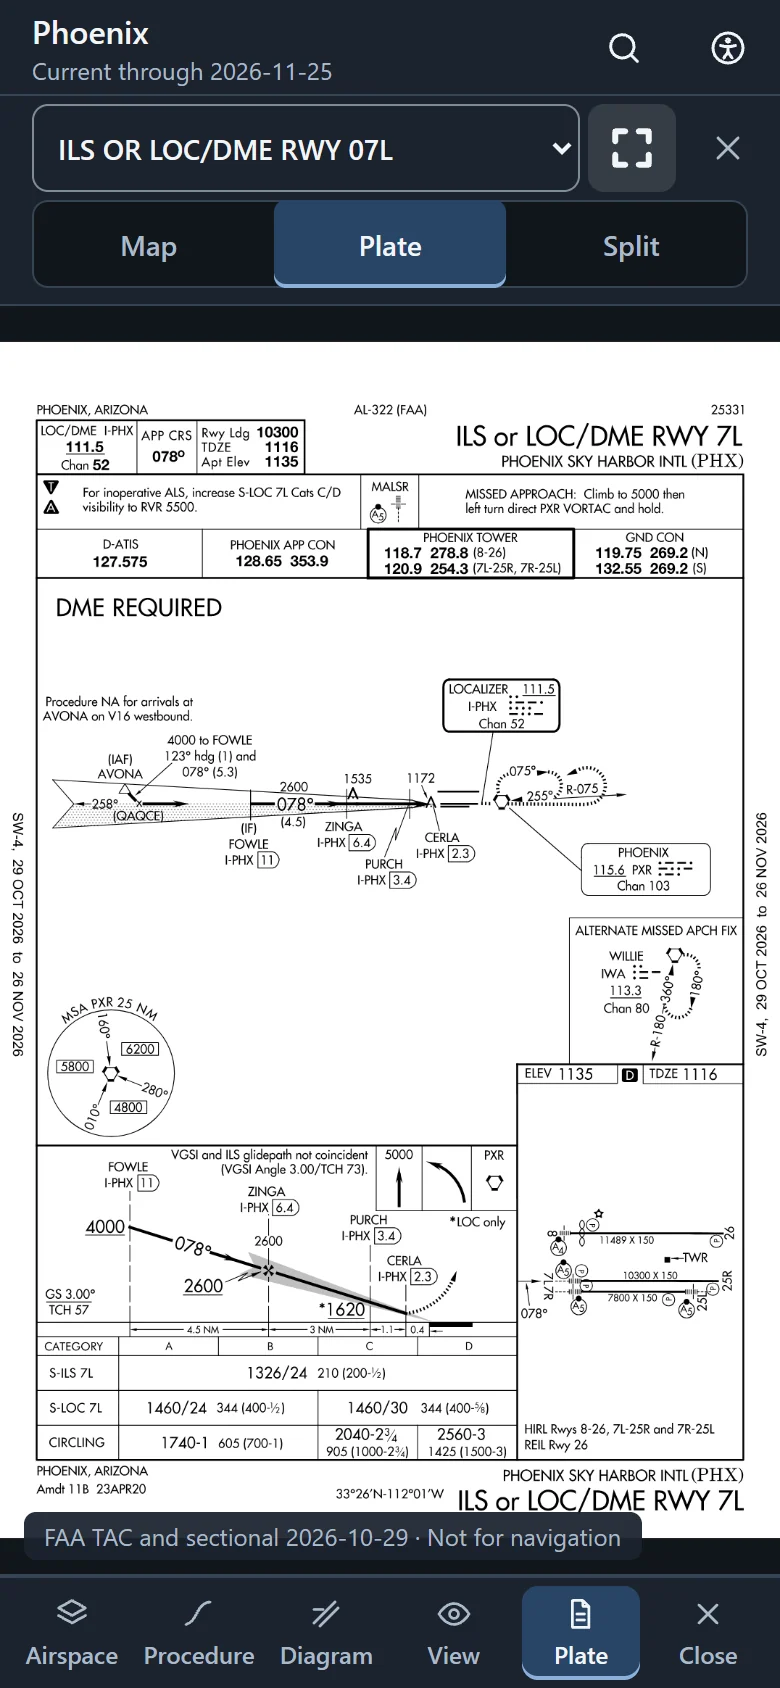 Phoenix
Current through 2026-11-25
ILS OR LOC/DME RWY 07L
Map
Plate
Split
PHOENIX, ARIZONA
AL-322 (FAA)
25331
LOC/DME I-PHX
111.5
Chan 52
APP CRS
078°
Rwy Ldg 10300
TDZE 1116
Apt Elev 1135
ILS or LOC/DME RWY 7L
PHOENIX SKY HARBOR INTL (PHX)
T
A
For inoperative ALS, increase S-LOC 7L Cats C/D
visibility to RVR 5500.
MALSR
A5
MISSED APPROACH: Climb to 5000 then
left turn direct PXR VORTAC and hold.
D-ATIS
127.575
PHOENIX APP CON
128.65 353.9
PHOENIX TOWER
118.7 278.8 (8-26)
120.9 254.3 (7L-25R, 7R-25L)
GND CON
119.75 269.2 (N)
132.55 269.2 (S)
DME REQUIRED
LOCALIZER 111.5
I-PHX
Chan 52
Procedure NA for arrivals at
AVONA on V16 westbound.
4000 to FOWLE
123° hdg (1) and
078° (5.3)
(IAF)
AVONA
258°
(QAQCE)
2600
078°
(4.5)
1535
1172
075°
255°
R-075
(IF)
FOWLE
I-PHX 11
ZINGA
I-PHX 6.4
PURCH
I-PHX 3.4
CERLA
I-PHX 2.3
PHOENIX
115.6 PXR
Chan 103
SW-4, 29 OCT 2026 to 26 NOV 2026
SW-4, 29 OCT 2026 to 26 NOV 2026
ALTERNATE MISSED APCH FIX
WILLIE
IWA
113.3
Chan 80
R-180
360°
180°
MSA PXR 25 NM
160°
6200
5800
280°
4800
010°
ELEV 1135
D
TDZE 1116
VGSI and ILS glidepath not coincident
(VGSI Angle 3.00/TCH 73).
5000
PXR
FOWLE
I-PHX 11
ZINGA
I-PHX 6.4
PURCH
I-PHX 3.4
CERLA
I-PHX 2.3
*LOC only
4000
078°
2600
2600
*1620
GS 3.00°
TCH 57
4.5 NM
3 NM
1.1
0.4
8
26
P
P
A4
11489 X 150
TWR
A5
P
10300 X 150
P
25R
7L
7R
P
7800 X 150
P
25L
A5
A5
078°
HIRL Rwys 8-26, 7L-25R and 7R-25L
REIL Rwy 26
CATEGORY
A
B
C
D
S-ILS 7L
1326/24 210 (200-½)
S-LOC 7L
1460/24 344 (400-½)
1460/30 344 (400-⅝)
CIRCLING
1740-1 605 (700-1)
2040-2¾
905 (1000-2¾)
2560-3
1425 (1500-3)
PHOENIX, ARIZONA
Amdt 11B 23APR20
33°26'N-112°01'W
PHOENIX SKY HARBOR INTL (PHX)
ILS or LOC/DME RWY 7L
FAA TAC and sectional 2026-10-29 · Not for navigation
Airspace
Procedure
Diagram
View
Plate
Close